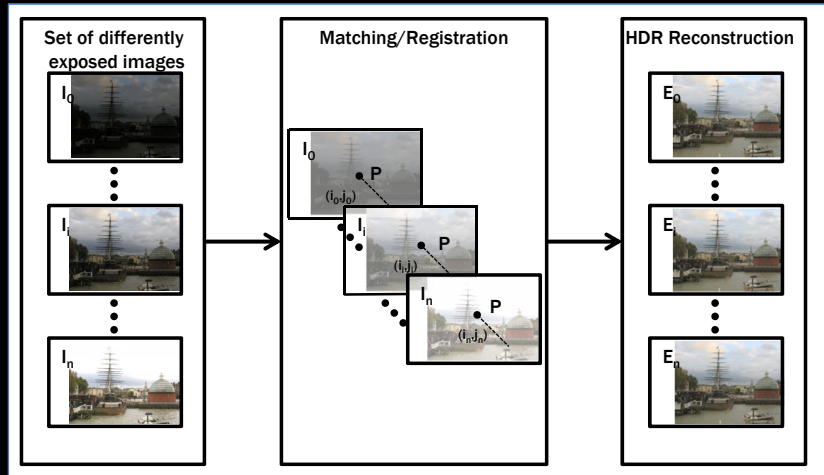 Set of differently
exposed images
I₀
Iᵢ
Iₙ
Matching/Registration
I₀
P
(i₀,j₀)
Iᵢ
P
(iᵢ,jᵢ)
Iₙ
P
(iₙ,jₙ)
HDR Reconstruction
E₀
Eᵢ
Eₙ